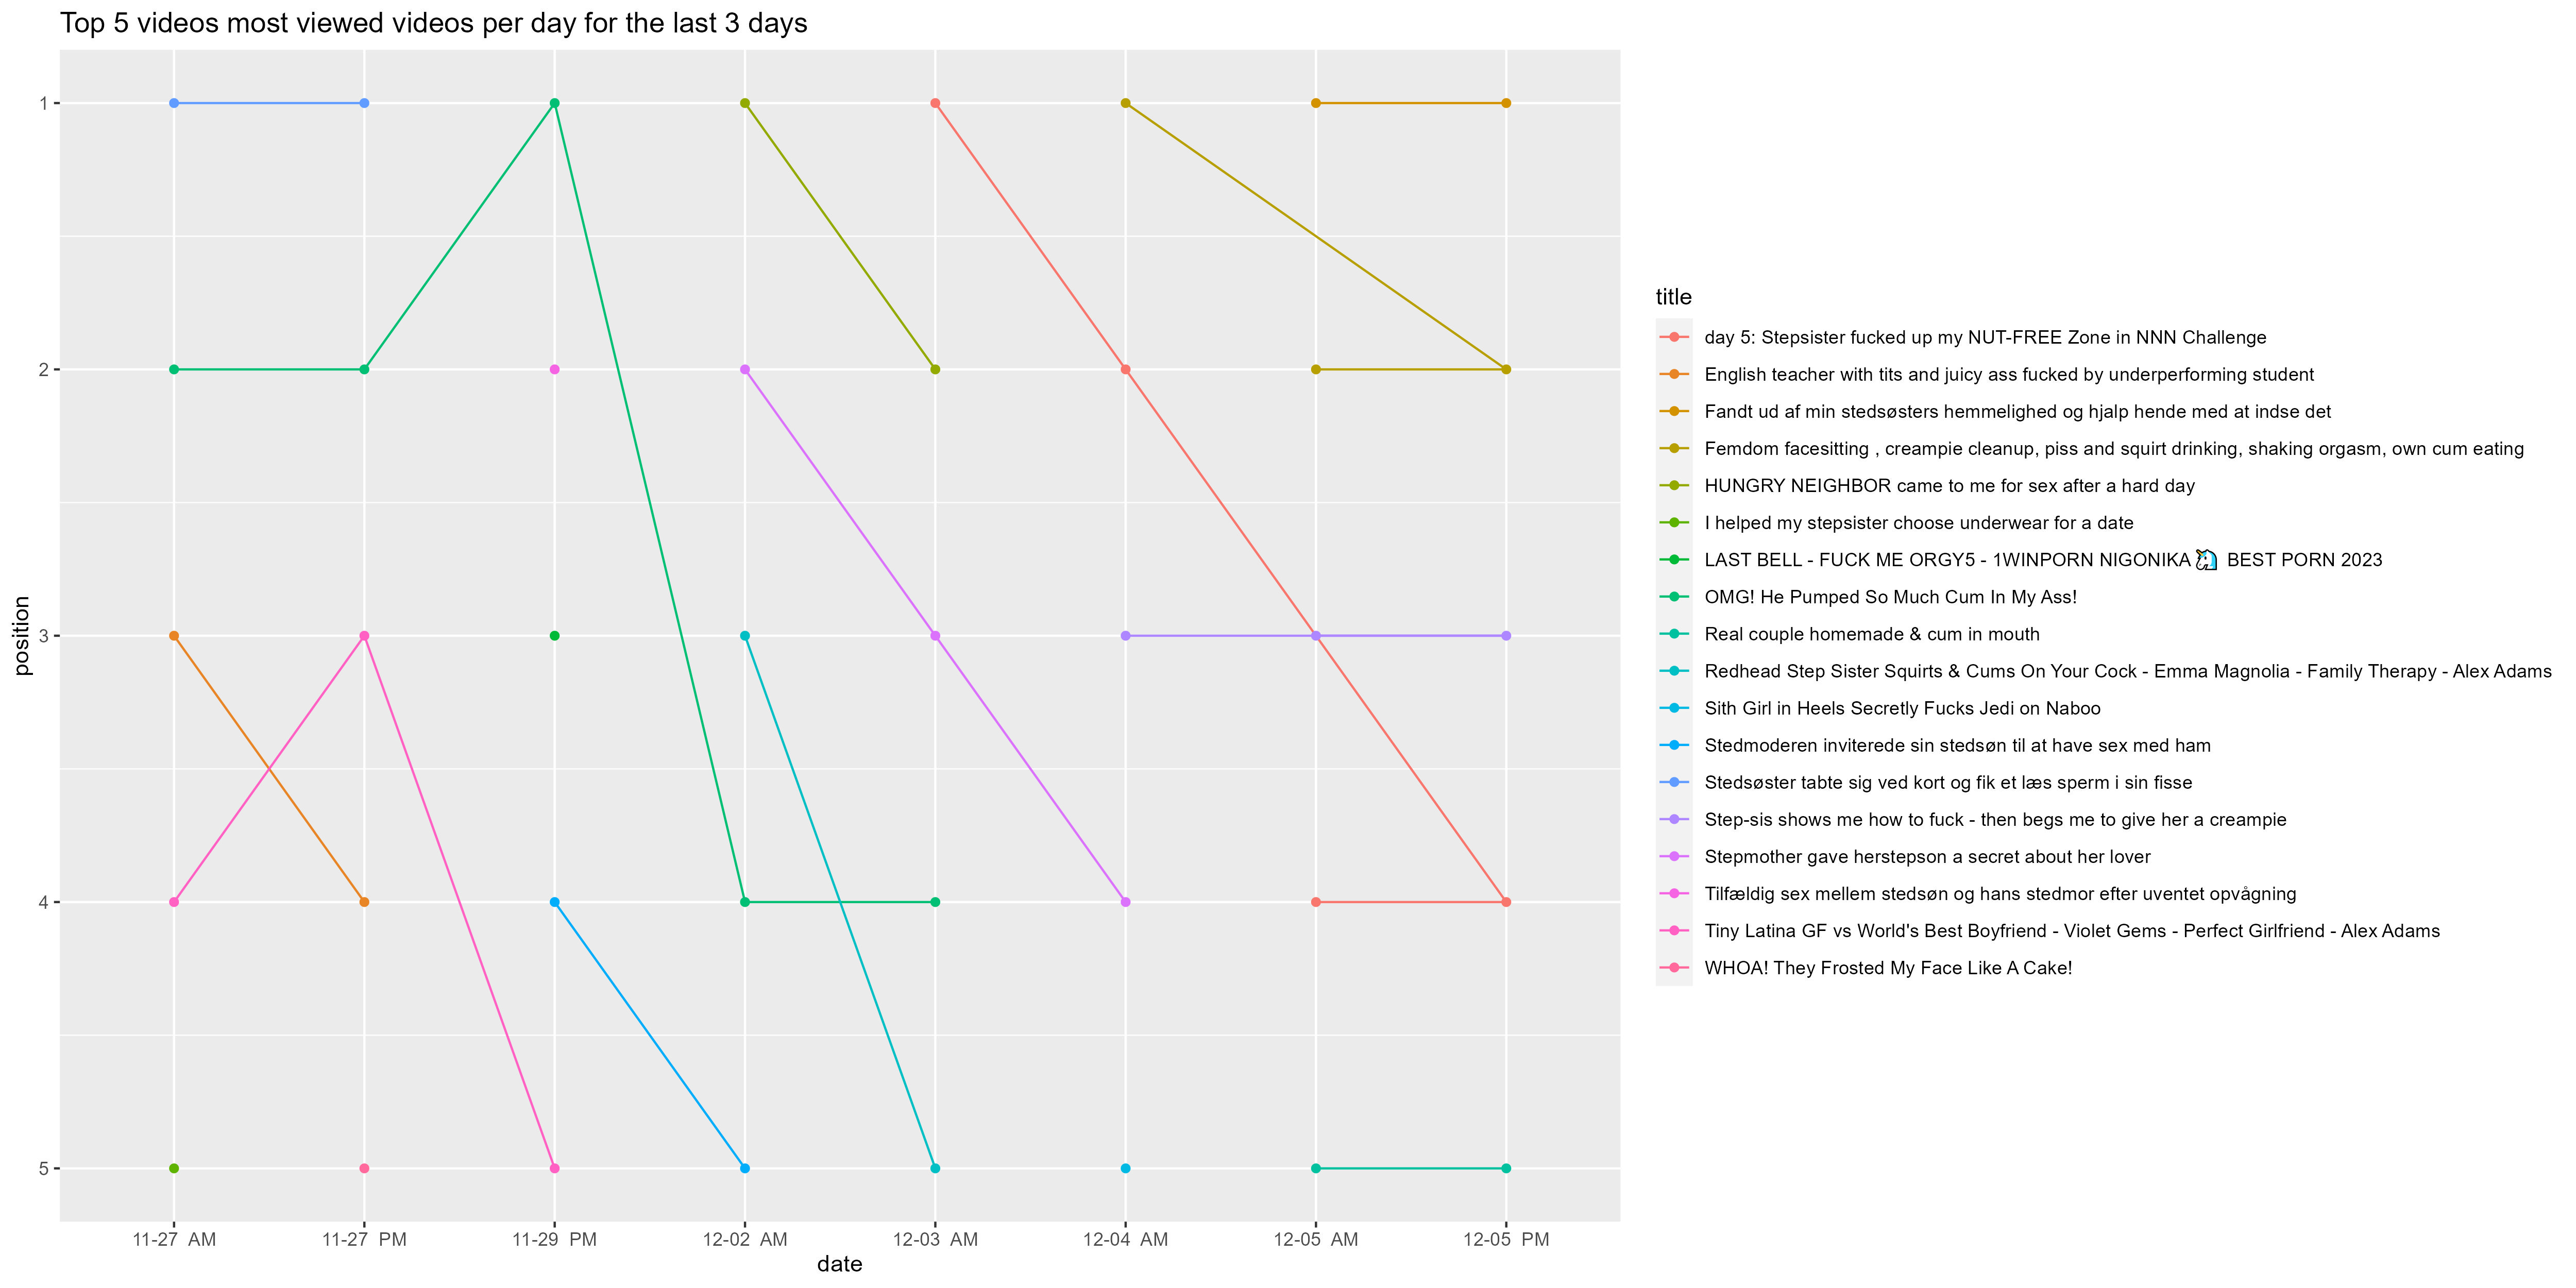 Top 5 videos most viewed videos per day for the last 3 days
position
1
2
3
4
5
11-27 AM
11-27 PM
11-29 PM
12-02 AM
12-03 AM
12-04 AM
12-05 AM
12-05 PM
date
title
day 5: Stepsister fucked up my NUT-FREE Zone in NNN Challenge
English teacher with tits and juicy ass fucked by underperforming student
Fandt ud af min stedsøsters hemmelighed og hjalp hende med at indse det
Femdom facesitting , creampie cleanup, piss and squirt drinking, shaking orgasm, own cum eating
HUNGRY NEIGHBOR came to me for sex after a hard day
I helped my stepsister choose underwear for a date
LAST BELL - FUCK ME ORGY5 - 1WINPORN NIGONIKA 🦄 BEST PORN 2023
OMG! He Pumped So Much Cum In My Ass!
Real couple homemade & cum in mouth
Redhead Step Sister Squirts & Cums On Your Cock - Emma Magnolia - Family Therapy - Alex Adams
Sith Girl in Heels Secretly Fucks Jedi on Naboo
Stedmoderen inviterede sin stedsøn til at have sex med ham
Stedsøster tabte sig ved kort og fik et læs sperm i sin fisse
Step-sis shows me how to fuck - then begs me to give her a creampie
Stepmother gave herstepson a secret about her lover
Tilfældig sex mellem stedsøn og hans stedmor efter uventet opvågning
Tiny Latina GF vs World's Best Boyfriend - Violet Gems - Perfect Girlfriend - Alex Adams
WHOA! They Frosted My Face Like A Cake!